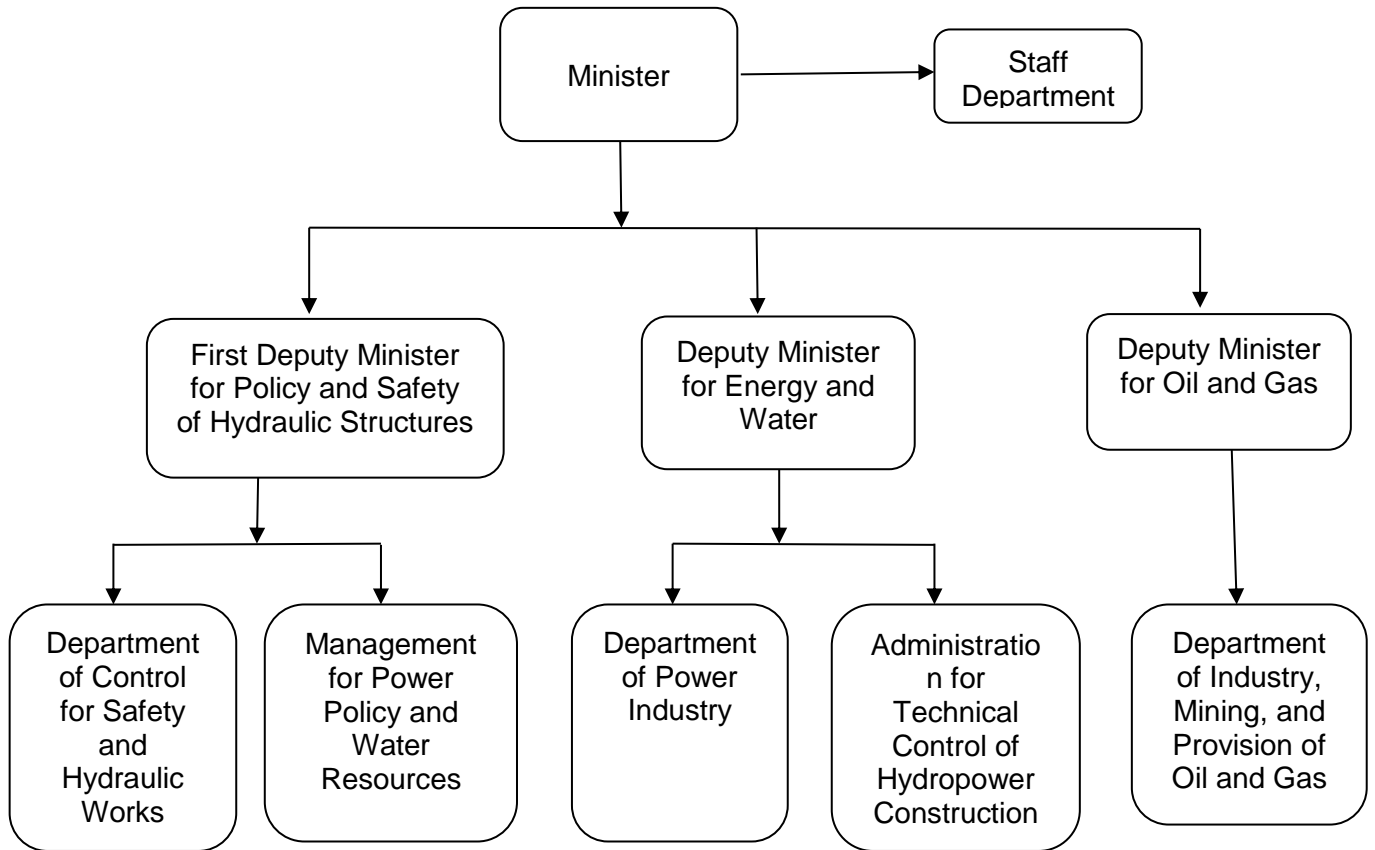 Minister
Staff
Department
First Deputy Minister
for Policy and Safety
of Hydraulic Structures
Deputy Minister
for Energy and
Water
Deputy Minister
for Oil and Gas
Department
of Control
for Safety
and
Hydraulic
Works
Management
for Power
Policy and
Water
Resources
Department
of Power
Industry
Administratio
n for
Technical
Control of
Hydropower
Construction
Department
of Industry,
Mining, and
Provision of
Oil and Gas